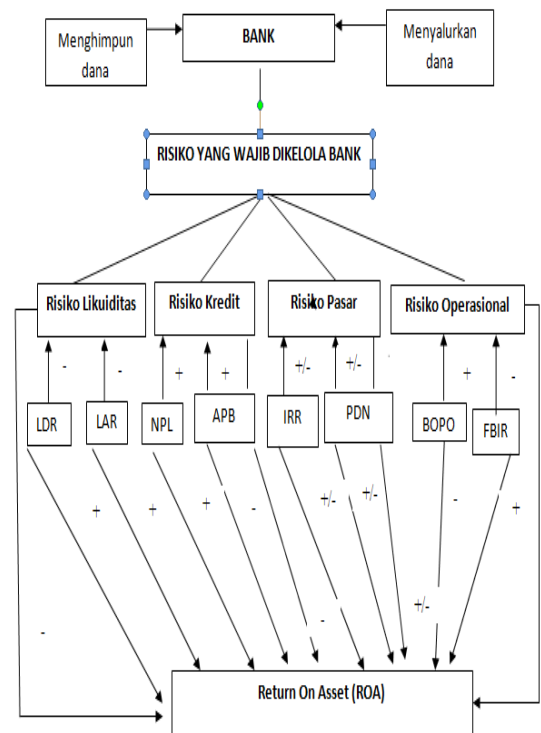 Menghimpun
dana
BANK
Menyalurkan
dana
RISIKO YANG WAJIB DIKELOLA BANK
Risiko Likuiditas
Risiko Kredit
Risiko Pasar
Risiko Operasional
- - + + +/- +/- + -
LDR
LAR
NPL
APB
IRR
PDN
BOPO
FBIR
+ + + - +/- +/- - +
+/-
-
-
Return On Asset (ROA)